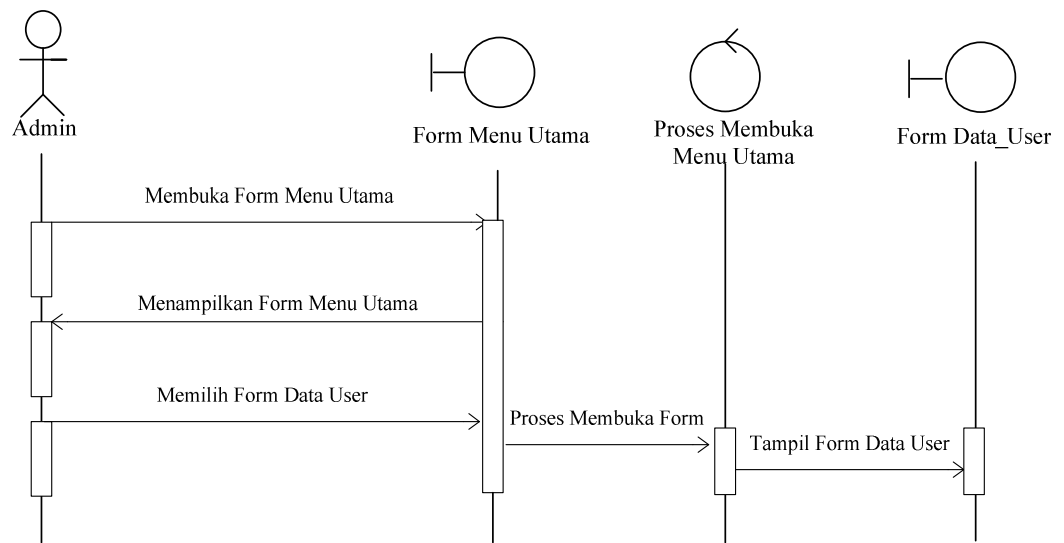 Admin
Form Menu Utama
Proses Membuka
Menu Utama
Form Data_User
Membuka Form Menu Utama
Menampilkan Form Menu Utama
Memilih Form Data User
Proses Membuka Form
Tampil Form Data User